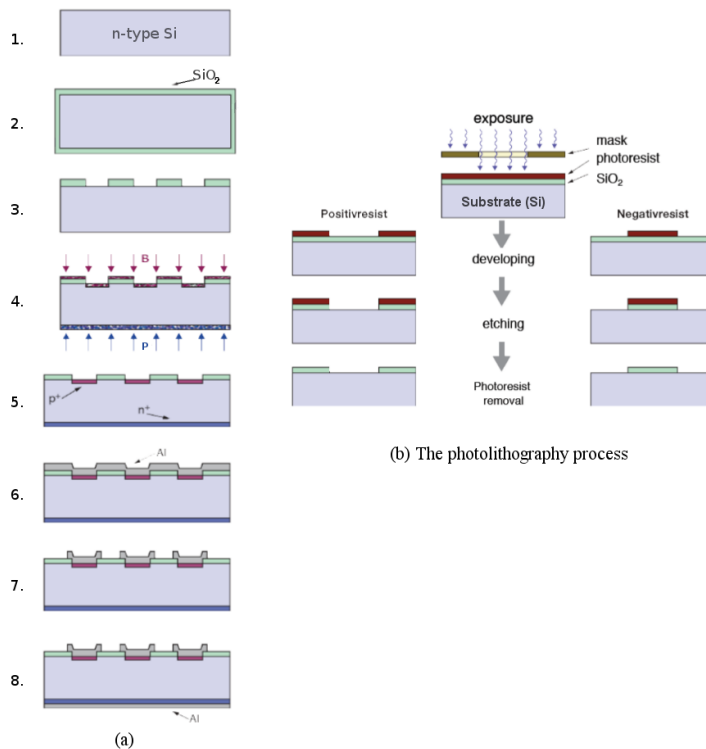 1.
n-type Si
SiO2
2.
3.
B
4.
P
5.
p+
n+
Al
6.
7.
8.
Al
(a)
exposure
mask
photoresist
SiO2
Substrate (Si)
Positivresist
Negativresist
developing
etching
Photoresist
removal
(b) The photolithography process